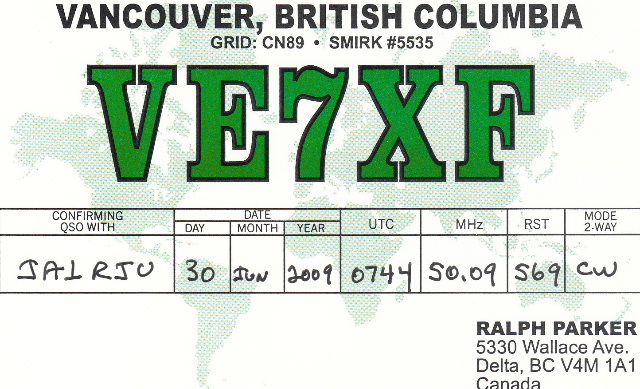 VANCOUVER, BRITISH COLUMBIA
GRID: CN89 • SMIRK #5535
VE7XF
CONFIRMING QSO WITH DATE DAY MONTH YEAR UTC MHz RST MODE 2-WAY
JA1RJU 30 JUN 2009 0744 50.09 569 CW
RALPH PARKER
5330 Wallace Ave.
Delta, BC V4M 1A1
Canada